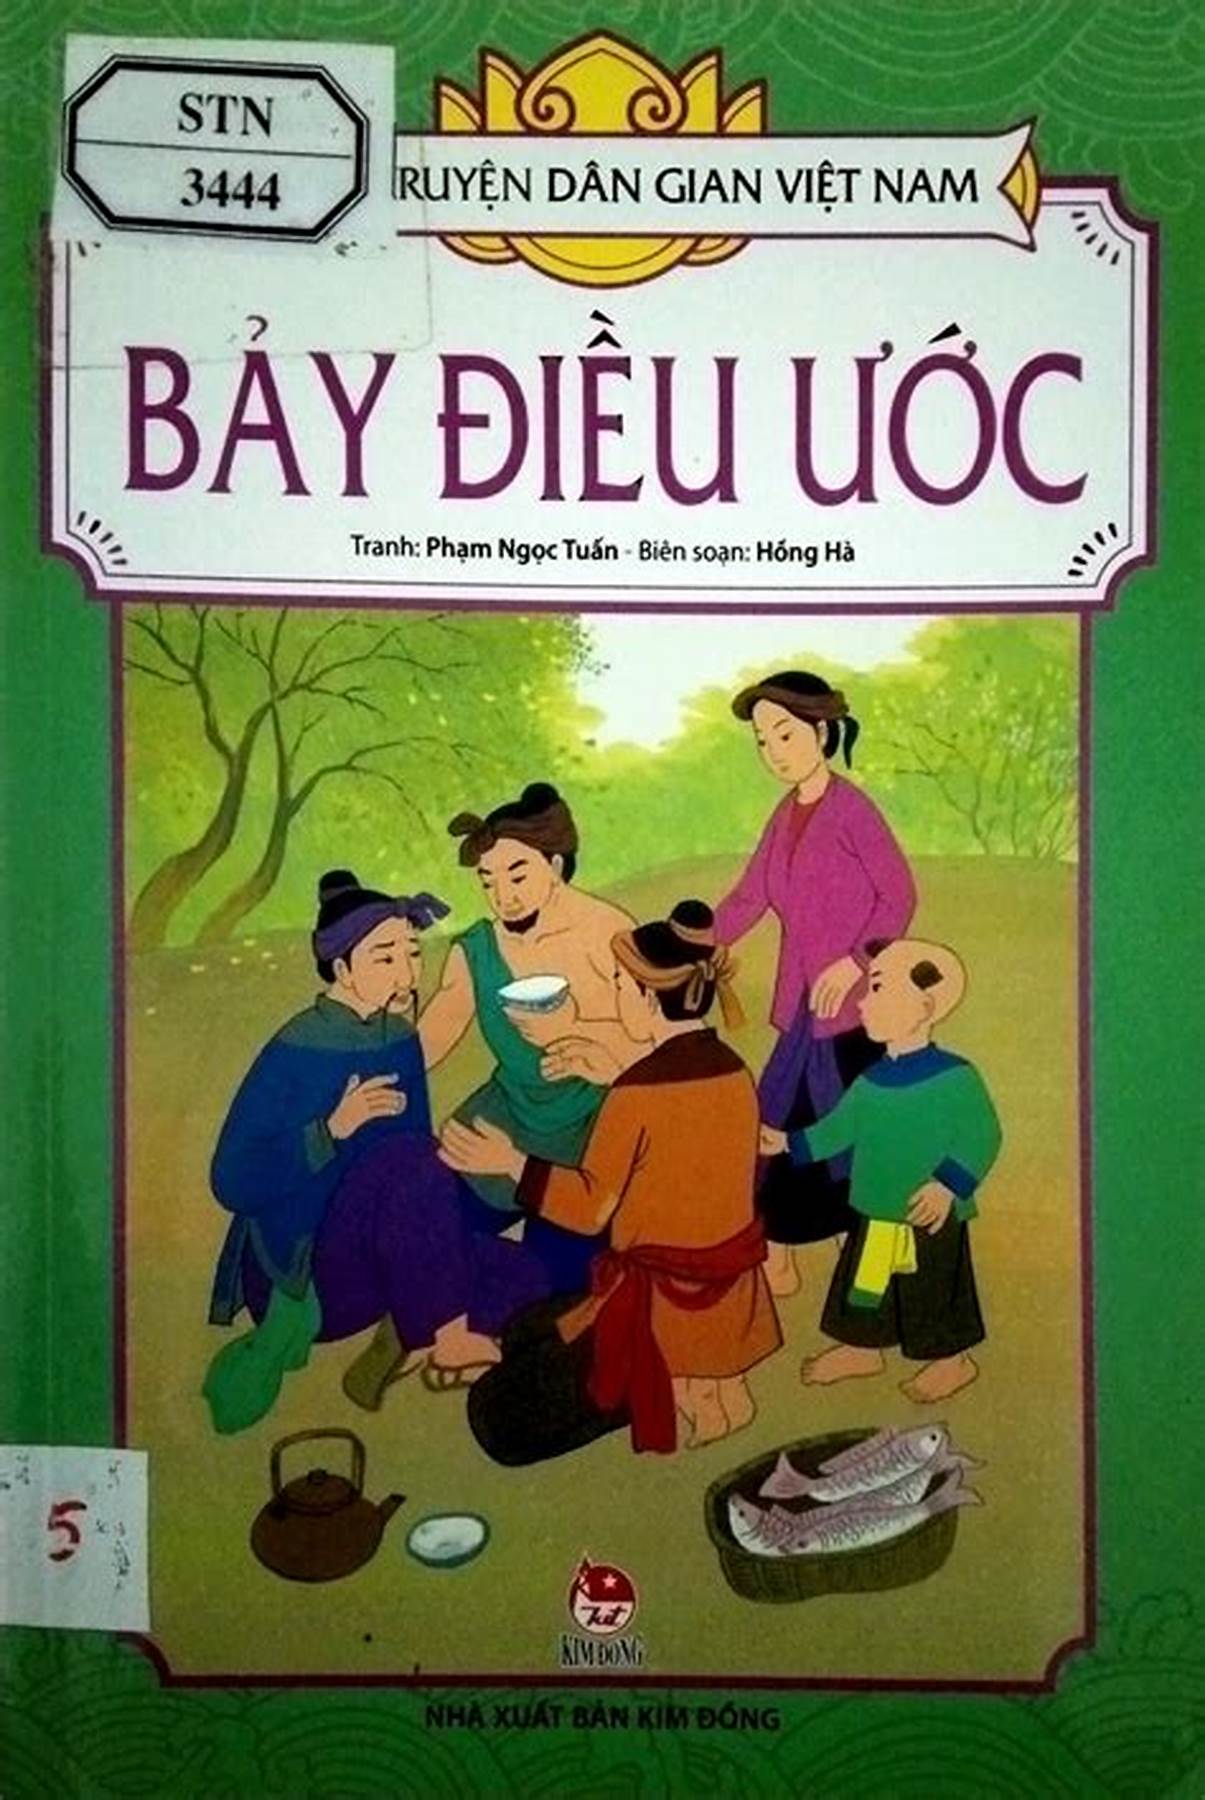 STN
3444
TRUYỆN DÂN GIAN VIỆT NAM
BẢY ĐIỀU ƯỚC
Tranh: Phạm Ngọc Tuấn - Biên soạn: Hồng Hà
5
KIM ĐỒNG
NHÀ XUẤT BẢN KIM ĐỒNG